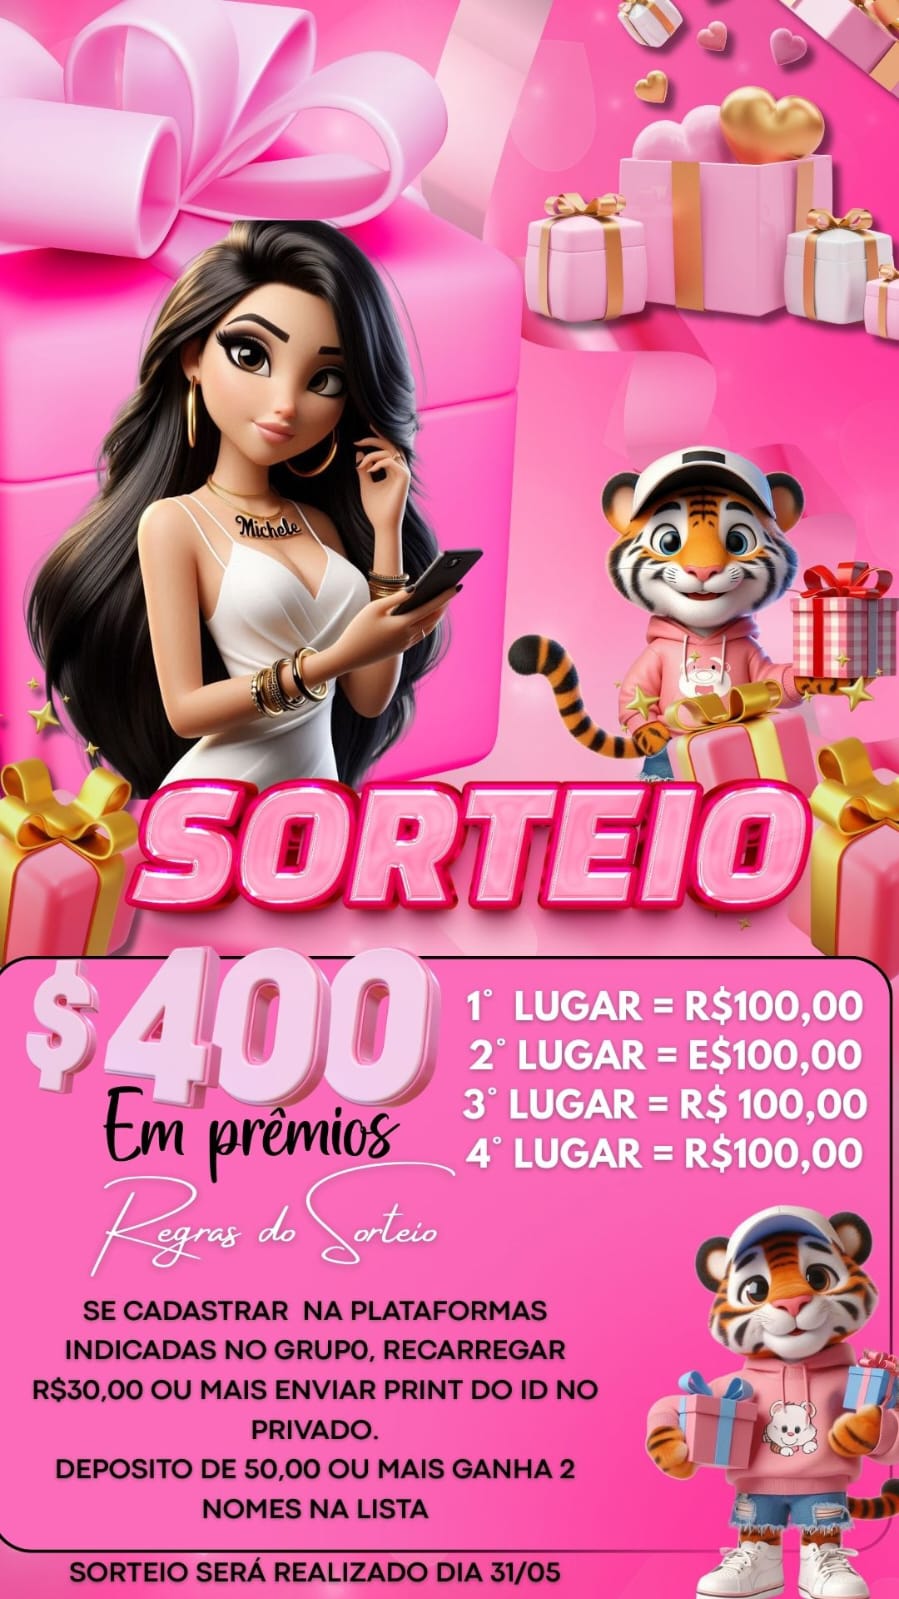 Michele
SORTEIO
$400
Em prêmios
1° LUGAR = R$100,00
2° LUGAR = E$100,00
3° LUGAR = R$ 100,00
4° LUGAR = R$100,00
Regras do Sorteio
SE CADASTRAR NA PLATAFORMAS
INDICADAS NO GRUP0, RECARREGAR
R$30,00 OU MAIS ENVIAR PRINT DO ID NO
PRIVADO.
DEPOSITO DE 50,00 OU MAIS GANHA 2
NOMES NA LISTA
SORTEIO SERÁ REALIZADO DIA 31/05